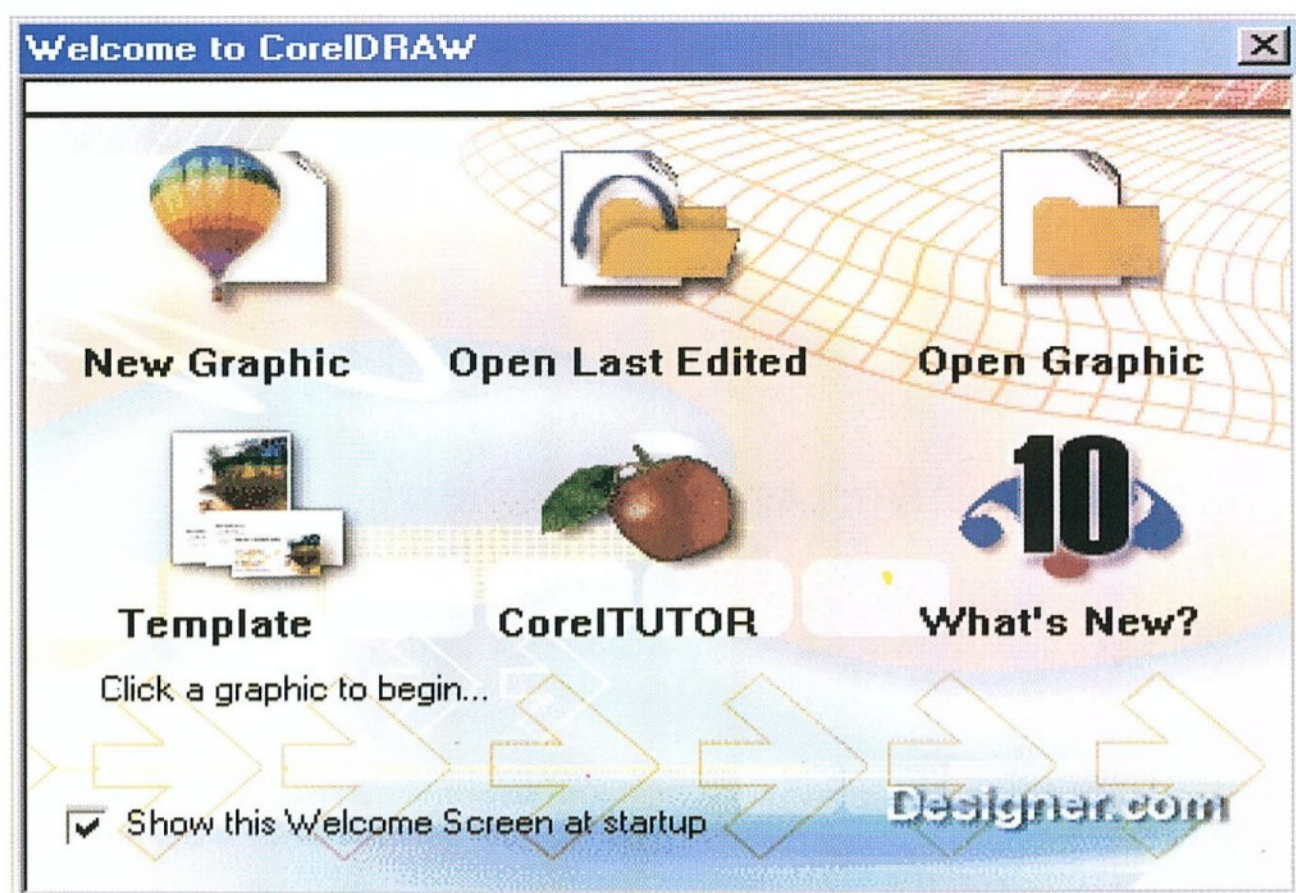 Welcome to CorelDRAW
New Graphic Open Last Edited Open Graphic
10
Template CorelTUTOR What's New?
Click a graphic to begin...
Show this Welcome Screen at startup
Designer.com